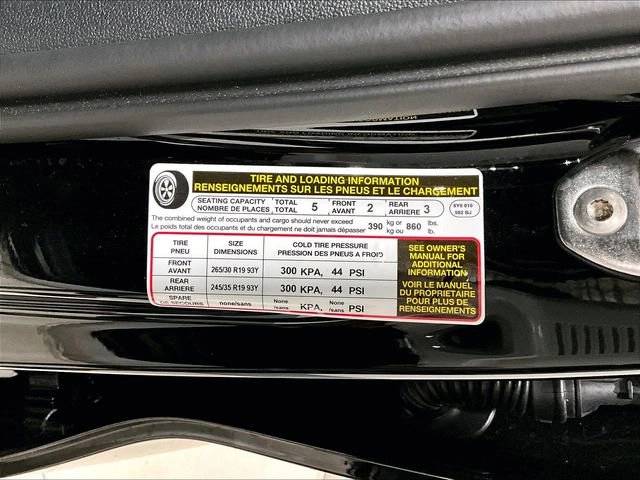 TIRE AND LOADING INFORMATION
RENSEIGNEMENTS SUR LES PNEUS ET LE CHARGEMENT
SEATING CAPACITY TOTAL 5 FRONT 2 REAR 3
NOMBRE DE PLACES TOTAL AVANT ARRIERE
The combined weight of occupants and cargo should never exceed 390 kg or 860 lbs.
Le poids total des occupants et du chargement ne doit jamais dépasser kg ou lb.
TIRE SIZE COLD TIRE PRESSURE
PNEU DIMENSIONS PRESSION DES PNEUS A FROID
FRONT
AVANT 265/30 R19 93Y 300 KPA, 44 PSI
REAR
ARRIERE 245/35 R19 93Y 300 KPA, 44 PSI
SPARE
DE SECOURS none/sans None /sans KPA, None /sans PSI
SEE OWNER'S
MANUAL FOR
ADDITIONAL
INFORMATION
VOIR LE MANUEL
DU PROPRIETAIRE
POUR PLUS DE
RENSEIGNEMENTS